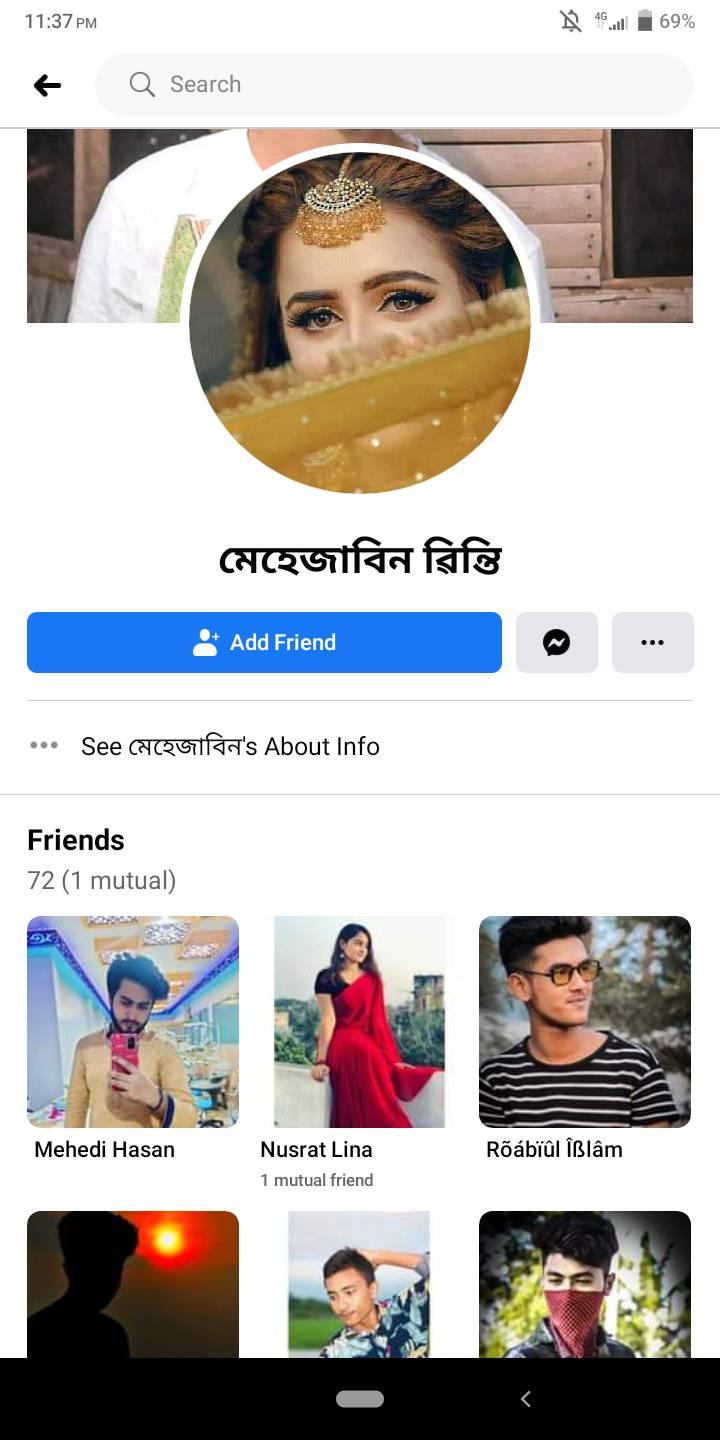 11:37 PM
4G
69%
Search
মেহেজাবিন ৱিন্তি
Add Friend
See মেহেজাবিন's About Info
Friends
72 (1 mutual)
Mehedi Hasan
Nusrat Lina
Rõábïûl Îßlâm
1 mutual friend